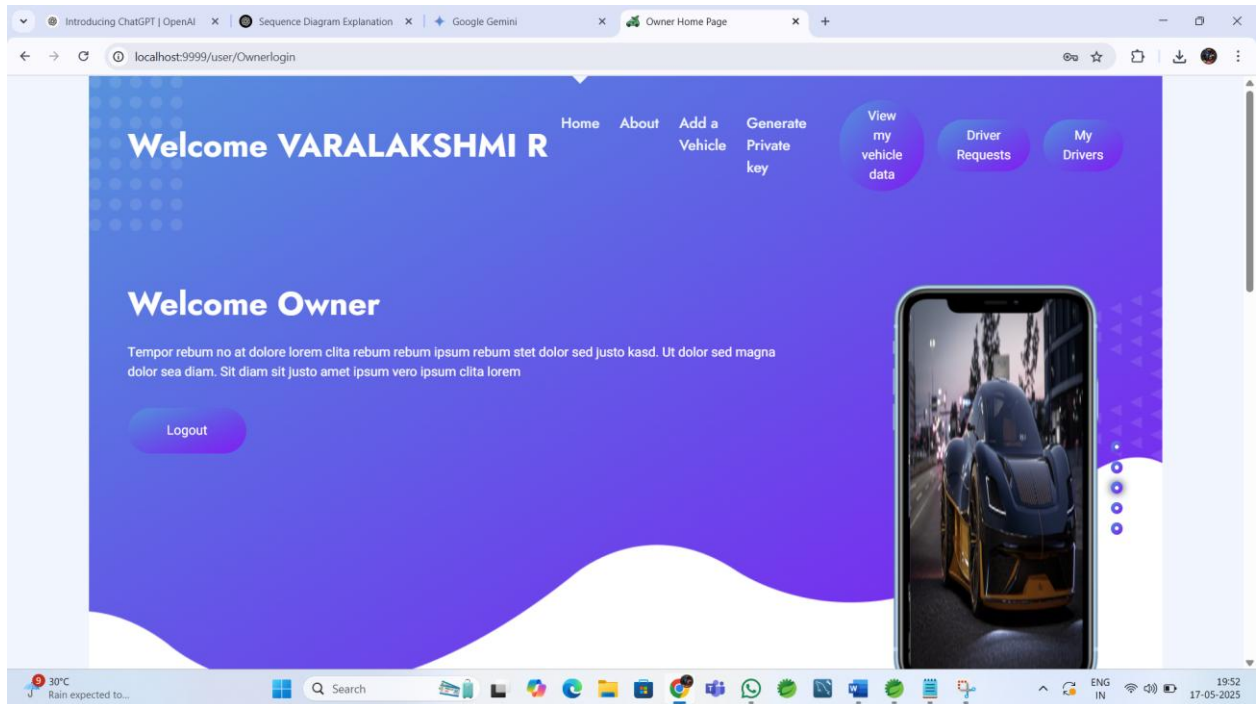 Introducing ChatGPT | OpenAI
Sequence Diagram Explanation
Google Gemini
Owner Home Page
localhost:9999/user/Ownerlogin
Welcome VARALAKSHMI R
Home
About
Add a
Vehicle
Generate
Private
key
View
my
vehicle
data
Driver
Requests
My
Drivers
Welcome Owner
Tempor rebum no at dolore lorem clita rebum rebum ipsum rebum stet dolor sed justo kasd. Ut dolor sed magna
dolor sea diam. Sit diam sit justo amet ipsum vero ipsum clita lorem
Logout
9
30°C
Rain expected to...
Search
ENG
IN
19:52
17-05-2025